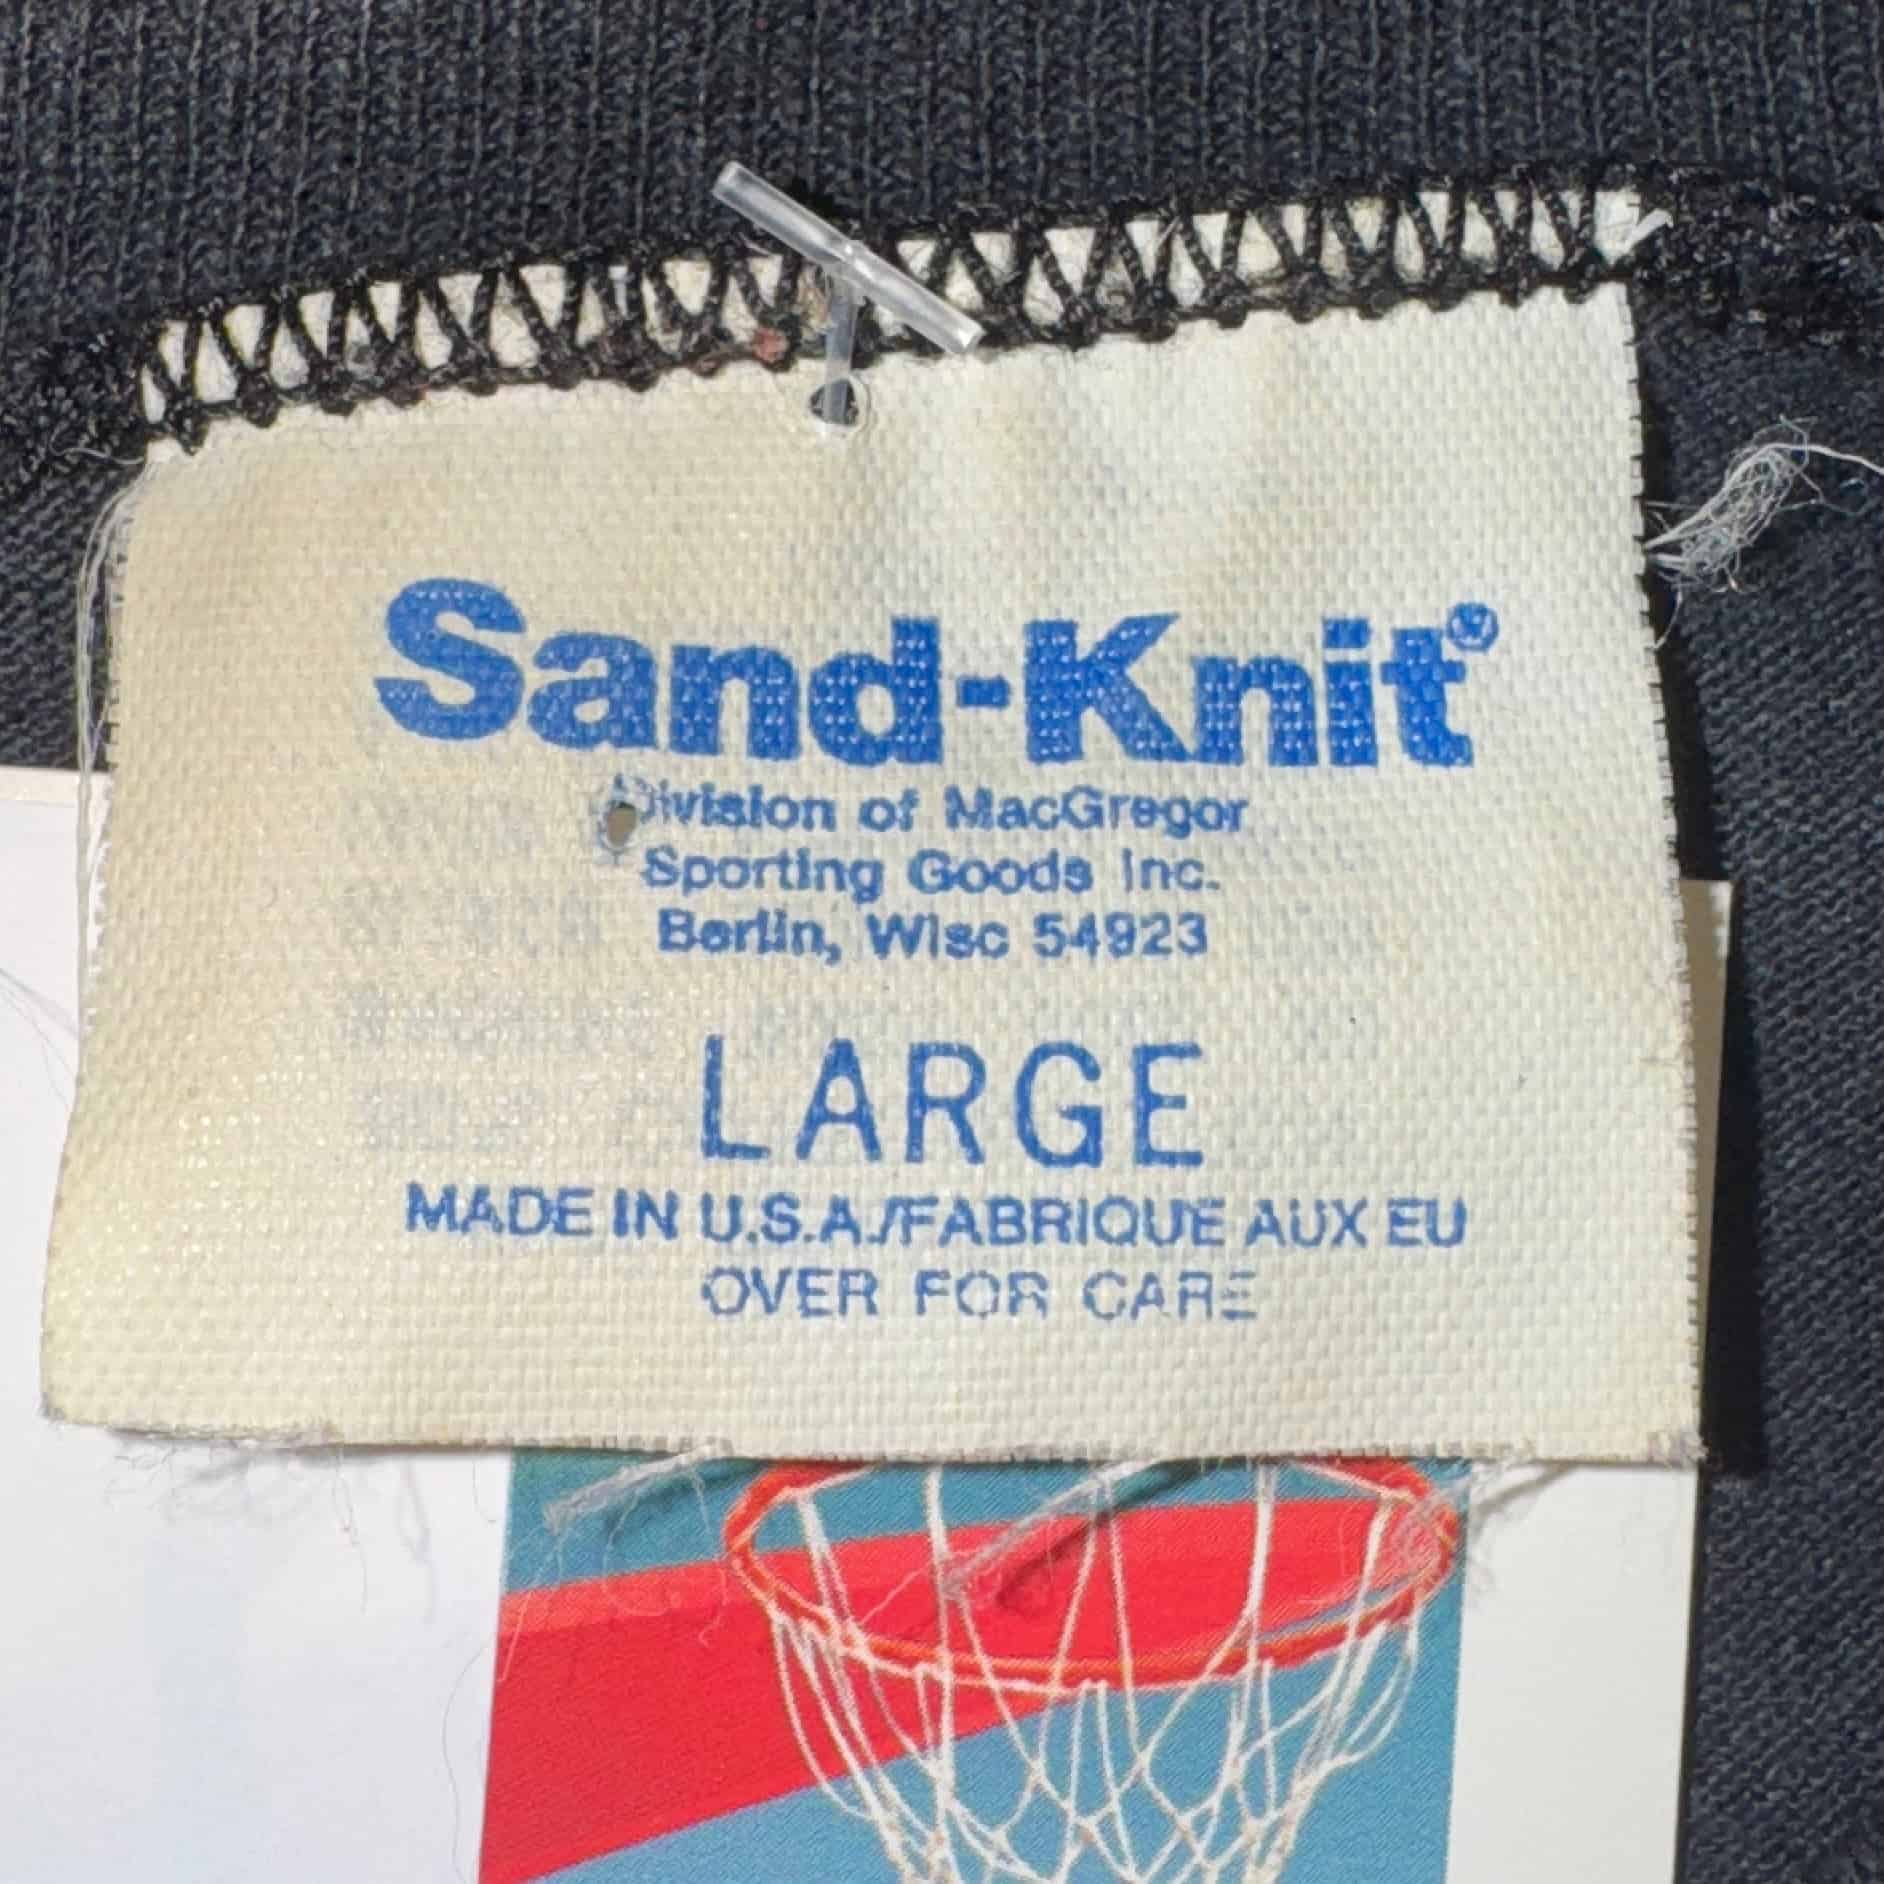 Sand-Knit®
Division of MacGregor
Sporting Goods Inc.
Berlin, Wisc 54923
LARGE
MADE IN U.S.A./FABRIQUE AUX EU
OVER FOR CARE